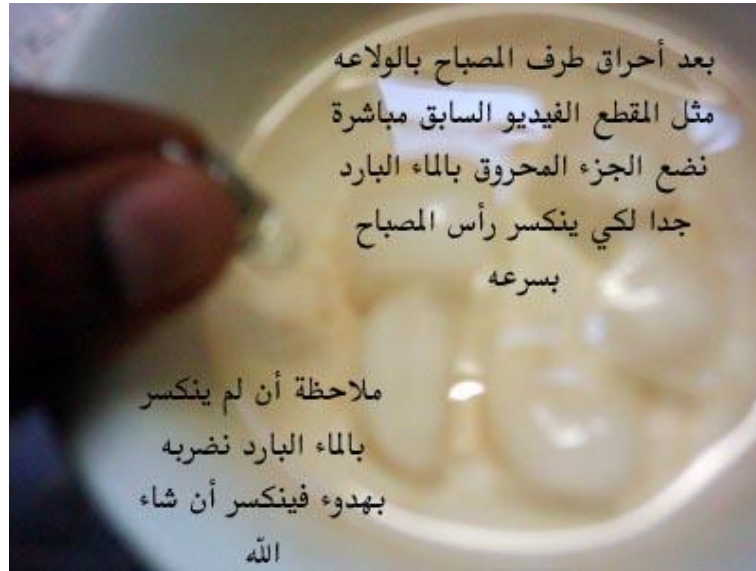 بعد أحراق طرف المصباح بالولاعه
مثل المقطع الفيديو السابق مباشرة
نضع الجزء المحروق بالماء البارد
جدا لكي ينكسر رأس المصباح
بسرعه
ملاحظة أن لم ينكسر
بالماء البارد نضربه
بهدوء فينكسر أن شاء
الله